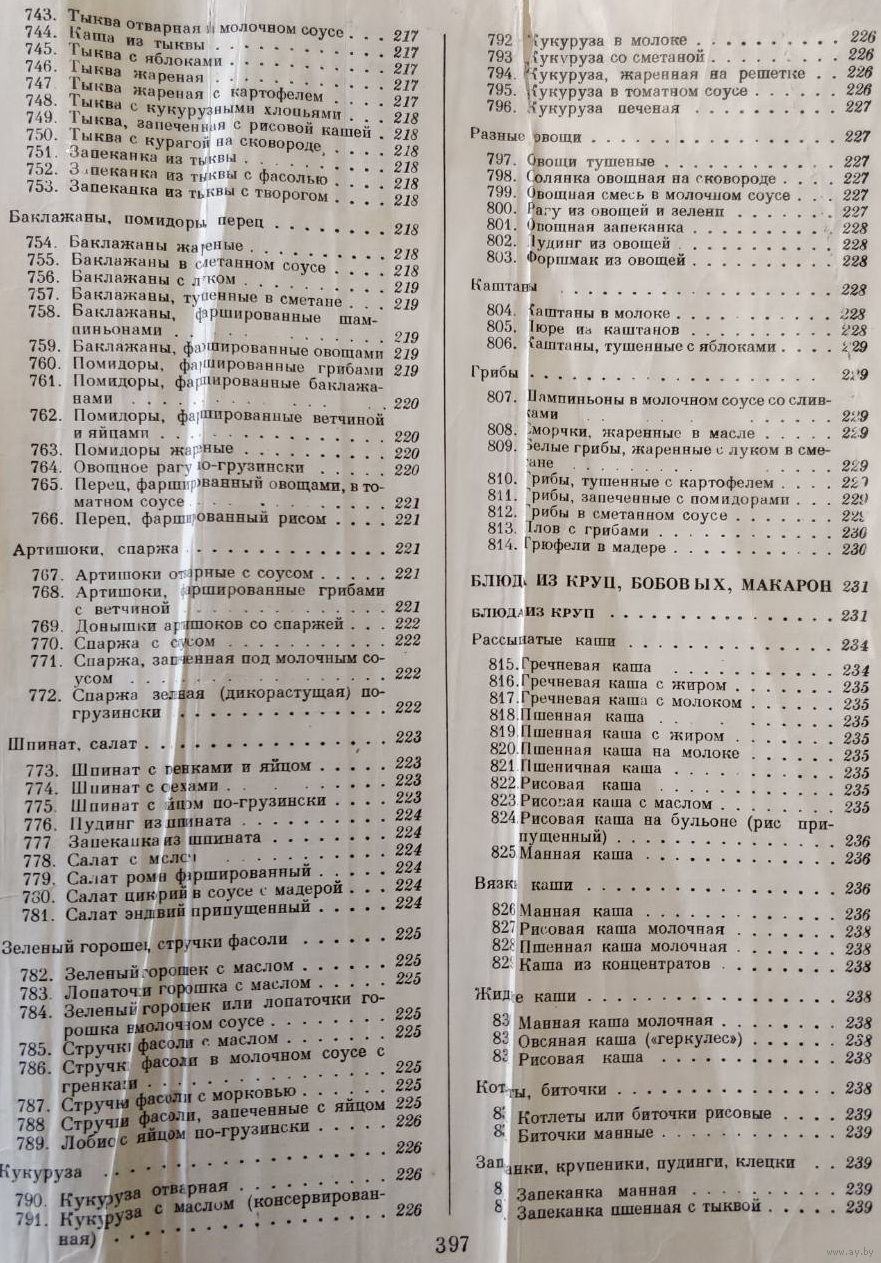 743. Тыква отварная в молочном соусе . . . 217
744. Каша из тыквы . . . . . . . . . . 217
745. Тыква с яблоками . . . . . . . . . 217
746. Тыква жареная . . . . . . . . . . 217
747 Тыква жареная с картофелем . . . . 217
748. Тыква с кукурузными хлопьями . . . 218
749. Тыква, запеченная с рисовой кашей . 218
750. Тыква с курагой на сковороде . . . . 218
751. Запеканка из тыквы . . . . . . . . 218
752. Запеканка из тыквы с фасолью . . . . 218
753. Запеканка из тыквы с творогом . . . . 218
Баклажаны, помидоры, перец . . . . . . . . 218
754. Баклажаны жареные . . . . . . . . 218
755. Баклажаны в сметанном соусе . . . . 218
756. Баклажаны с луком . . . . . . . . 219
757. Баклажаны, тушенные в сметане . . . 219
758. Баклажаны, фаршированные шам-
пиньонами . . . . . . . . . . . 219
759. Баклажаны, фаршированные овощами 219
760. Помидоры, фаршированные грибами 219
761. Помидоры, фаршированные баклажа-
нами . . . . . . . . . . . . . 220
762. Помидоры, фаршированные ветчиной
и яйцами . . . . . . . . . . . . 220
763. Помидоры жареные . . . . . . . . 220
764. Овощное рагу по-грузински . . . . . 220
765. Перец, фаршированный овощами, в то-
матном соусе . . . . . . . . . . 221
766. Перец, фаршированный рисом . . . . 221
Артишоки, спаржа . . . . . . . . . . . . . 221
767. Артишоки отварные с соусом . . . . . 221
768. Артишоки, фаршированные грибами
с ветчиной . . . . . . . . . . . 221
769. Донышки артишоков со спаржей . . . 222
770. Спаржа с соусом . . . . . . . . . 222
771. Спаржа, запеченная под молочным со-
усом . . . . . . . . . . . . . 222
772. Спаржа зеленая (дикорастущая) по-
грузински . . . . . . . . . . . . 222
Шпинат, салат . . . . . . . . . . . . . . 223
773. Шпинат с гренками и яйцом . . . . . 223
774. Шпинат с орехами . . . . . . . . . 223
775. Шпинат с яйцом по-грузински . . . . 223
776. Пудинг из шпината . . . . . . . . . 224
777 Запеканка из шпината . . . . . . . 224
778. Салат с маслом . . . . . . . . . . 224
779. Салат ромен фаршированный . . . . . 224
780. Салат цикорий в соусе с мадерой . . . 224
781. Салат эндивий припущенный . . . . . 224
Зеленый горошек, стручки фасоли . . . . . . 225
782. Зеленый горошек с маслом . . . . . . 225
783. Лопаточки горошка с маслом . . . . . 225
784. Зеленый горошек или лопаточки го-
рошка в молочном соусе . . . . . . . 225
785. Стручки фасоли с маслом . . . . . . 225
786. Стручки фасоли в молочном соусе с
гренками . . . . . . . . . . . . 225
787. Стручки фасоли с морковью . . . . . . 225
788 Стручки фасоли, запеченные с яйцом 225
789. Лобио с яйцом по-грузински . . . . . 226
Кукуруза . . . . . . . . . . . . . . . . 226
790. Кукуруза отварная . . . . . . . . . 226
791. Кукуруза с маслом (консервирован-
ная) . . . . . . . . . . . . . . 226
792 Кукуруза в молоке . . . . . . . . . 226
793 Кукуруза со сметаной . . . . . . . . 226
794. Кукуруза, жаренная на решетке . . 226
795. Кукуруза в томатном соусе . . . . . . 226
796. Кукуруза печеная . . . . . . . . . 227
Разные овощи . . . . . . . . . . . . . . 227
797. Овощи тушеные . . . . . . . . . . 227
798. Солянка овощная на сковороде . . . . 227
799. Овощная смесь в молочном соусе . . . 227
800. Рагу из овощей и зелени . . . . . . . 227
801. Овощная запеканка . . . . . . . . . 228
802. Пудинг из овощей . . . . . . . . . 228
803. Форшмак из овощей . . . . . . . . . 228
Каштаны . . . . . . . . . . . . . . . . 228
804. Каштаны в молоке . . . . . . . . . 228
805. Пюре из каштанов . . . . . . . . . 228
806. Каштаны, тушенные с яблоками . . . . 229
Грибы . . . . . . . . . . . . . . . . . 229
807. Шампиньоны в молочном соусе со слив-
ками . . . . . . . . . . . . . 229
808. Сморчки, жаренные в масле . . . . . 229
809. Белые грибы, жаренные с луком в сме-
тане . . . . . . . . . . . . . 229
810. Грибы, тушенные с картофелем . . . . 229
811. Грибы, запеченные с помидорами . . . 229
812. Грибы в сметанном соусе . . . . . . . 229
813. Плов с грибами . . . . . . . . . . 230
814. Трюфели в мадере . . . . . . . . . 230
БЛЮДА ИЗ КРУП, БОБОВЫХ, МАКАРОН 231
БЛЮДА ИЗ КРУП . . . . . . . . . . . . . 231
Рассыпчатые каши . . . . . . . . . . . . 234
815. Гречневая каша . . . . . . . . . . 234
816. Гречневая каша с жиром . . . . . . . 235
817. Гречневая каша с молоком . . . . . . 235
818. Пшенная каша . . . . . . . . . . 235
819. Пшенная каша с жиром . . . . . . . 235
820. Пшенная каша на молоке . . . . . . 235
821. Пшеничная каша . . . . . . . . . . 235
822. Рисовая каша . . . . . . . . . . . 235
823. Рисовая каша с маслом . . . . . . . 235
824. Рисовая каша на бульоне (рис при-
пущенный) . . . . . . . . . . . . 236
825 Манная каша . . . . . . . . . . . 236
Вязкие каши . . . . . . . . . . . . . . 236
826 Манная каша . . . . . . . . . . . 236
827 Рисовая каша молочная . . . . . . . 238
828 Пшенная каша молочная . . . . . . . 238
82 Каша из концентратов . . . . . . . 238
Жидкие каши . . . . . . . . . . . . . . 238
83 Манная каша молочная . . . . . . . 238
83 Овсяная каша («геркулес») . . . . . . 238
83 Рисовая каша . . . . . . . . . . . 238
Котлеты, биточки . . . . . . . . . . . . 238
8 Котлеты или биточки рисовые . . . . 239
8 Биточки манные . . . . . . . . . . 239
Запеканки, крупеники, пудинги, клецки . . 239
8 Запеканка манная . . . . . . . . . 239
8 Запеканка пшенная с тыквой . . . . . 239
397
www.ay.by